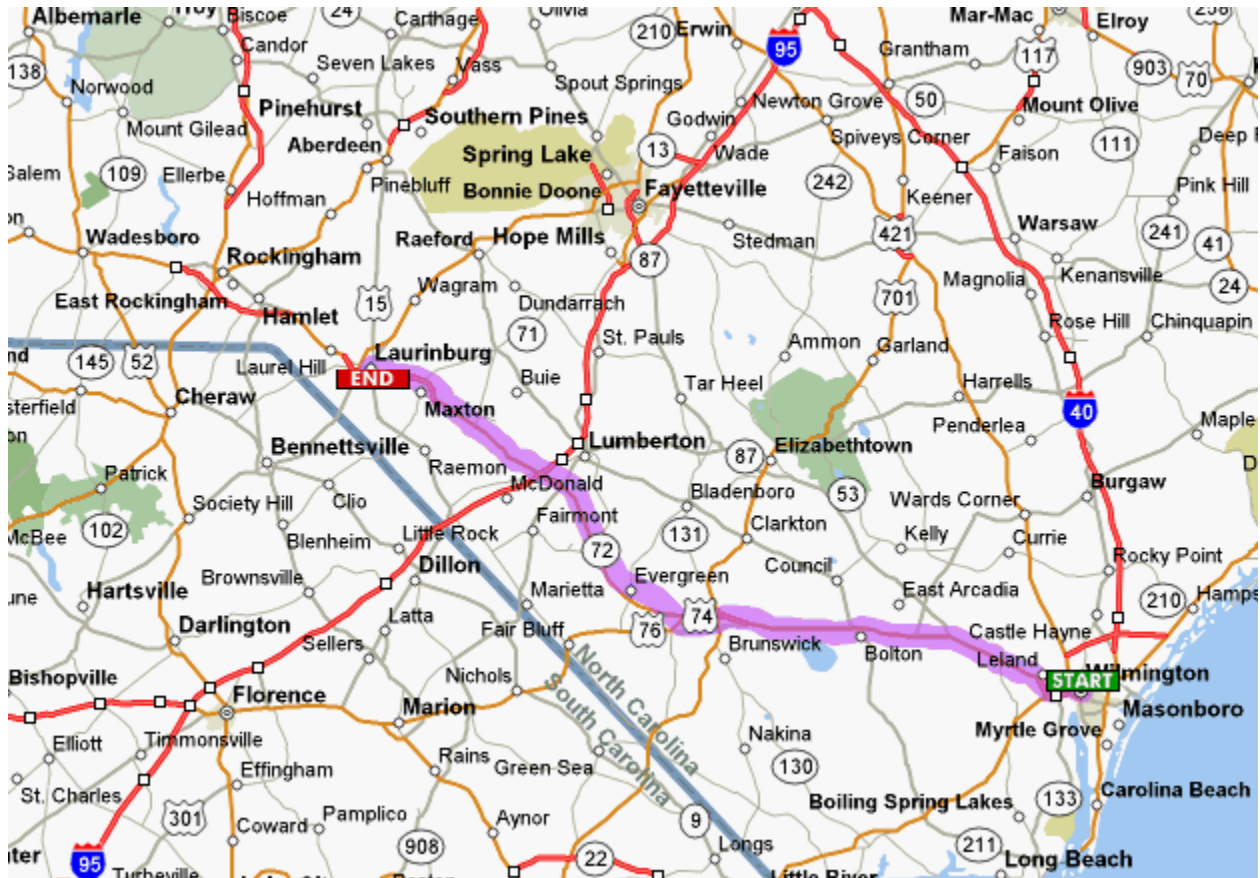 Albemarle
Troy
Biscoe
24
Carthage
Olivia
210
Erwin
95
Mar-Mac
Elroy
258
Candor
Grantham
117
138
Seven Lakes
Vass
Spout Springs
903
70
Norwood
Pinehurst
Newton Grove
50
Mount Olive
Mount Gilead
Southern Pines
Godwin
Spiveys Corner
111
Aberdeen
13
Wade
Faison
Salem
109
Ellerbe
Pinebluff
Spring Lake
Bonnie Doone
Fayetteville
242
Keener
Pink Hill
Hoffman
Warsaw
Wadesboro
Raeford
Hope Mills
Stedman
421
241
41
Rockingham
87
Magnolia
Kenansville
East Rockingham
Wagram
Dundarrach
701
24
Hamlet
15
71
St. Pauls
Rose Hill
Chinquapin
145
52
Laurel Hill
Laurinburg
Ammon
Garland
END
Buie
Tar Heel
Harrells
Cheraw
Maxton
40
Maple
Bennettsville
Lumberton
Elizabethtown
Penderlea
Patrick
Raemon
87
Society Hill
Clio
McDonald
Bladenboro
53
Wards Corner
Burgaw
102
McBee
Blenheim
Little Rock
Fairmont
131
Clarkton
Kelly
Currie
72
Rocky Point
Hartsville
Brownsville
Dillon
Marietta
Evergreen
Council
East Arcadia
210
Hamps
Darlington
Latta
76
74
Castle Hayne
Sellers
Fair Bluff
Brunswick
Bolton
Leland
Bishopville
Nichols
North Carolina
South Carolina
START
Wilmington
Florence
Marion
Masonboro
Myrtle Grove
Elliott
Timmonsville
Rains
Green Sea
Nakina
130
Effingham
St. Charles
301
Pamplico
Boiling Spring Lakes
133
Carolina Beach
Coward
Aynor
9
908
22
Longs
211
Long Beach
95
Turbeville
Little River